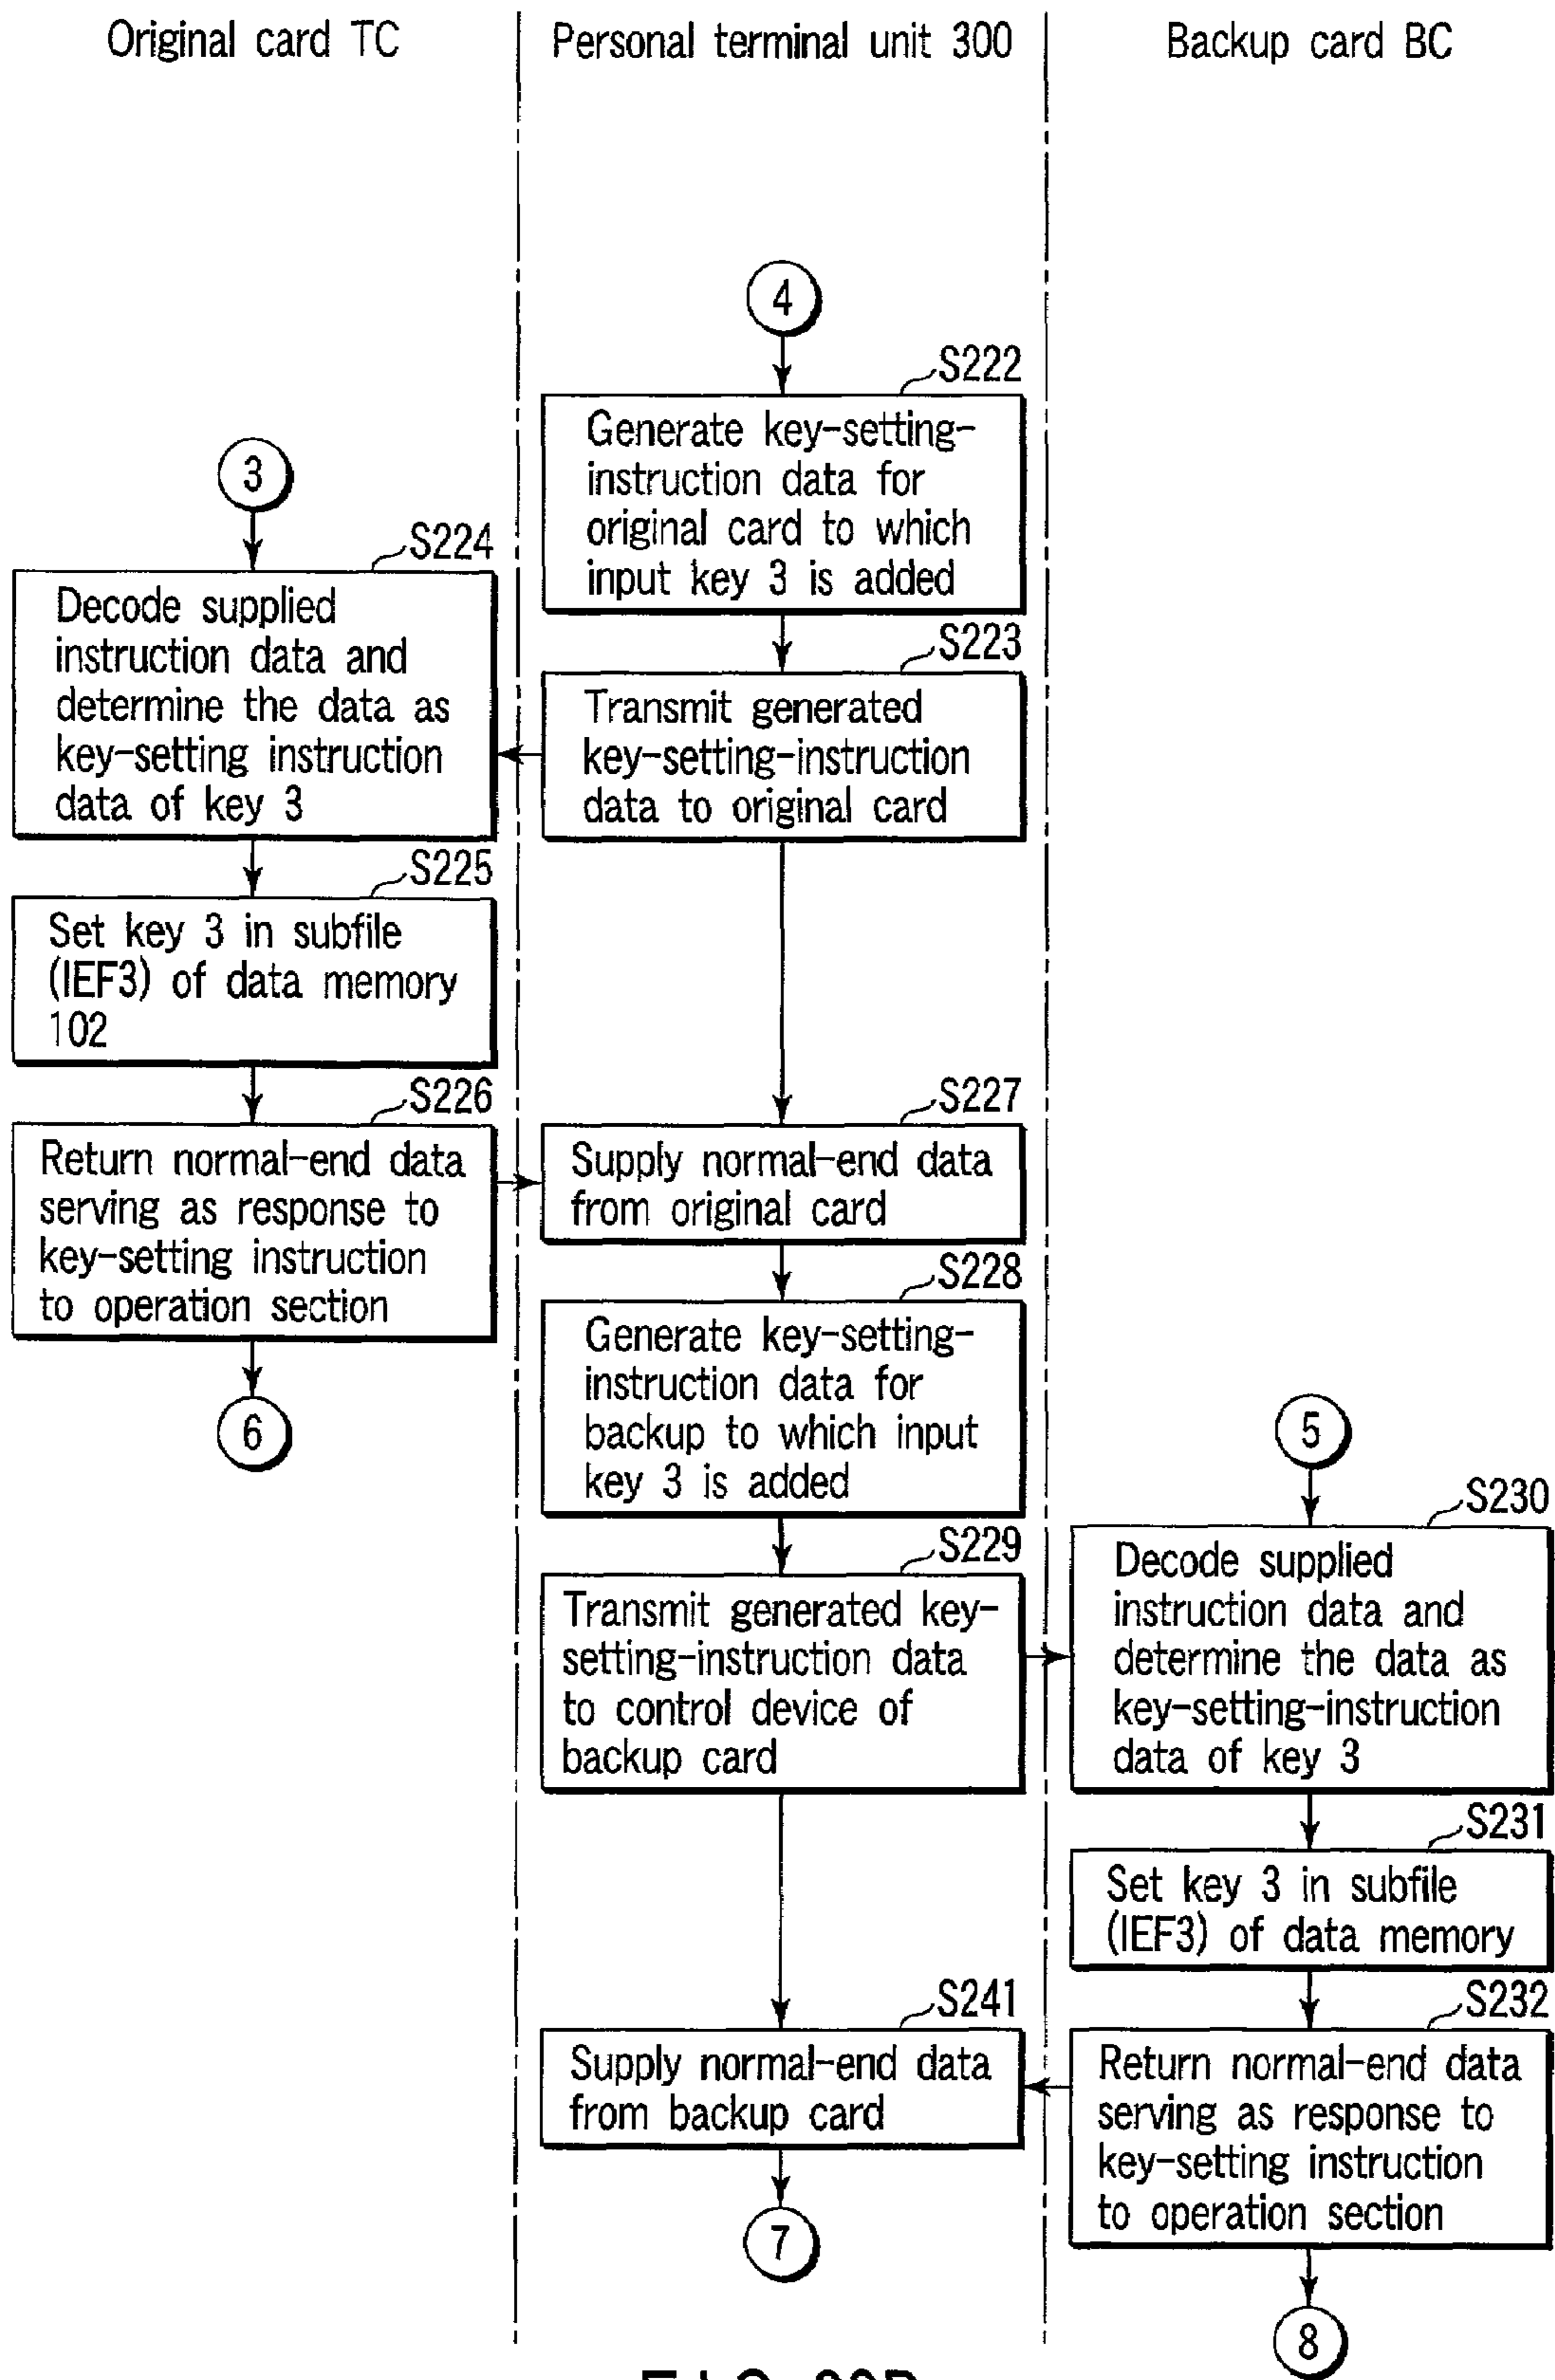 Original card TC
Personal terminal unit 300
Backup card BC
4
S222
Generate key-setting-
instruction data for
original card to which
input key 3 is added
3
S224
Decode supplied
instruction data and
determine the data as
key-setting instruction
data of key 3
S223
Transmit generated
key-setting-instruction
data to original card
S225
Set key 3 in subfile
(IEF3) of data memory
102
S226
Return normal-end data
serving as response to
key-setting instruction
to operation section
6
S227
Supply normal-end data
from original card
S228
Generate key-setting-
instruction data for
backup to which input
key 3 is added
S229
Transmit generated key-
setting-instruction data
to control device of
backup card
5
S230
Decode supplied
instruction data and
determine the data as
key-setting-instruction
data of key 3
S231
Set key 3 in subfile
(IEF3) of data memory
S232
Return normal-end data
serving as response to
key-setting instruction
to operation section
8
S241
Supply normal-end data
from backup card
7